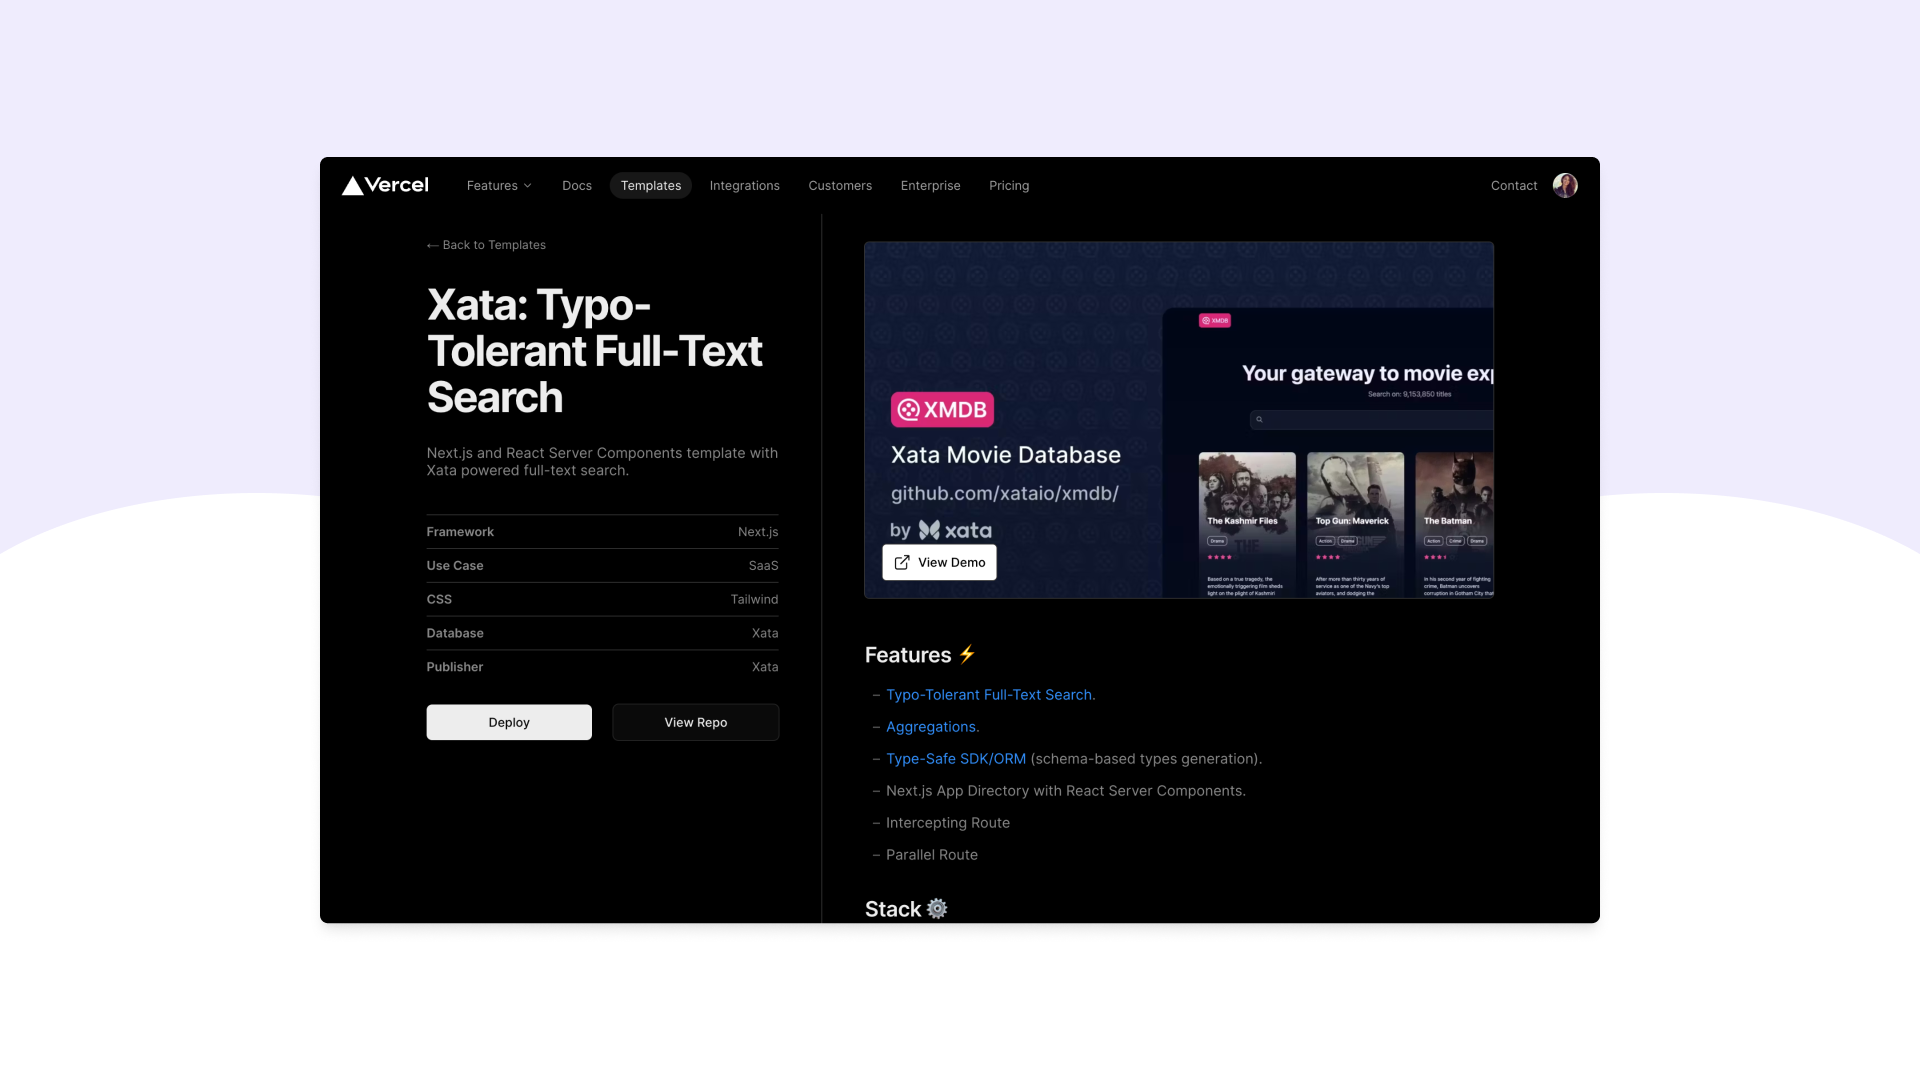 Vercel
Features
Docs
Templates
Integrations
Customers
Enterprise
Pricing
Contact
← Back to Templates
Xata: Typo-
Tolerant Full-Text
Search
Next.js and React Server Components template with
Xata powered full-text search.
Framework Next.js
Use Case SaaS
CSS Tailwind
Database Xata
Publisher Xata
Deploy
View Repo
XMDB
Xata Movie Database
github.com/xataio/xmdb/
by xata
View Demo
XMDB
Your gateway to movie exp
Search on: 9,153,850 titles
The Kashmir Files
Drama
THE
Based on a true tragedy, the
emotionally triggering film sheds
light on the plight of Kashmiri
Top Gun: Maverick
Action Drama
After more than thirty years of
service as one of the Navy's top
aviators, and dodging the
The Batman
Action Crime Drama
In his second year of fighting
crime, Batman uncovers
corruption in Gotham City that
Features ⚡
– Typo-Tolerant Full-Text Search.
– Aggregations.
– Type-Safe SDK/ORM (schema-based types generation).
– Next.js App Directory with React Server Components.
– Intercepting Route
– Parallel Route
Stack ⚙️